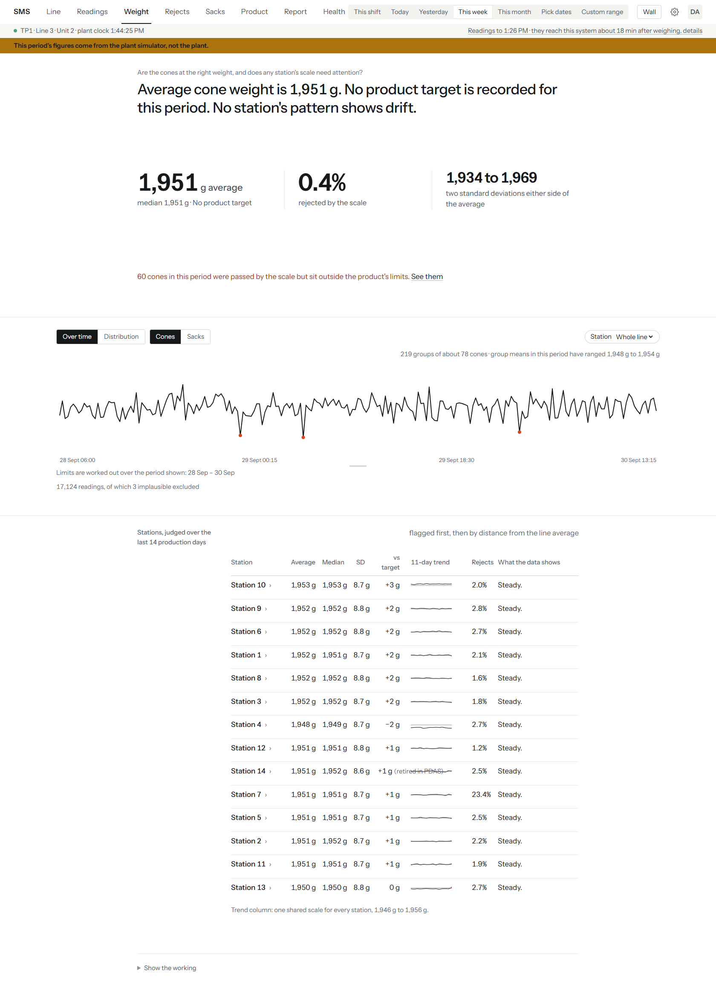 SMS Line Readings Weight Rejects Sacks Product Report Health This shift Today Yesterday This week This month Pick dates Custom range Wall DA
TP1 · Line 3 · Unit 2 · plant clock 1:44:25 PM
Readings to 1:26 PM · they reach this system about 18 min after weighing. details
This period's figures come from the plant simulator, not the plant.
Are the cones at the right weight, and does any station's scale need attention?
Average cone weight is 1,951 g. No product target is recorded for
this period. No station's pattern shows drift.
1,951 g average
median 1,951 g · No product target
0.4%
rejected by the scale
1,934 to 1,969
two standard deviations either side of
the average
60 cones in this period were passed by the scale but sit outside the product's limits. See them
Over time Distribution Cones Sacks
Station Whole line
219 groups of about 78 cones · group means in this period have ranged 1,948 g to 1,954 g
28 Sept 06:00 29 Sept 00:15 29 Sept 18:30 30 Sept 13:15
Limits are worked out over the period shown: 28 Sep – 30 Sep
17,124 readings, of which 3 implausible excluded
Stations, judged over the
last 14 production days
flagged first, then by distance from the line average
Station Average Median SD vs target 11-day trend Rejects What the data shows
Station 10 › 1,953 g 1,953 g 8.7 g +3 g 2.0% Steady.
Station 9 › 1,952 g 1,952 g 8.8 g +2 g 2.8% Steady.
Station 6 › 1,952 g 1,952 g 8.8 g +2 g 2.7% Steady.
Station 1 › 1,952 g 1,951 g 8.7 g +2 g 2.1% Steady.
Station 8 › 1,952 g 1,952 g 8.8 g +2 g 1.6% Steady.
Station 3 › 1,952 g 1,952 g 8.7 g +2 g 1.8% Steady.
Station 4 › 1,948 g 1,949 g 8.7 g −2 g 2.7% Steady.
Station 12 › 1,951 g 1,951 g 8.8 g +1 g 1.2% Steady.
Station 14 › 1,951 g 1,952 g 8.6 g +1 g (retired in PDAS) 2.5% Steady.
Station 7 › 1,951 g 1,951 g 8.7 g +1 g 23.4% Steady.
Station 5 › 1,951 g 1,951 g 8.7 g +1 g 2.5% Steady.
Station 2 › 1,951 g 1,952 g 8.7 g +1 g 2.2% Steady.
Station 11 › 1,951 g 1,951 g 8.7 g +1 g 1.9% Steady.
Station 13 › 1,950 g 1,950 g 8.8 g 0 g 2.7% Steady.
Trend column: one shared scale for every station, 1,946 g to 1,956 g.
Show the working